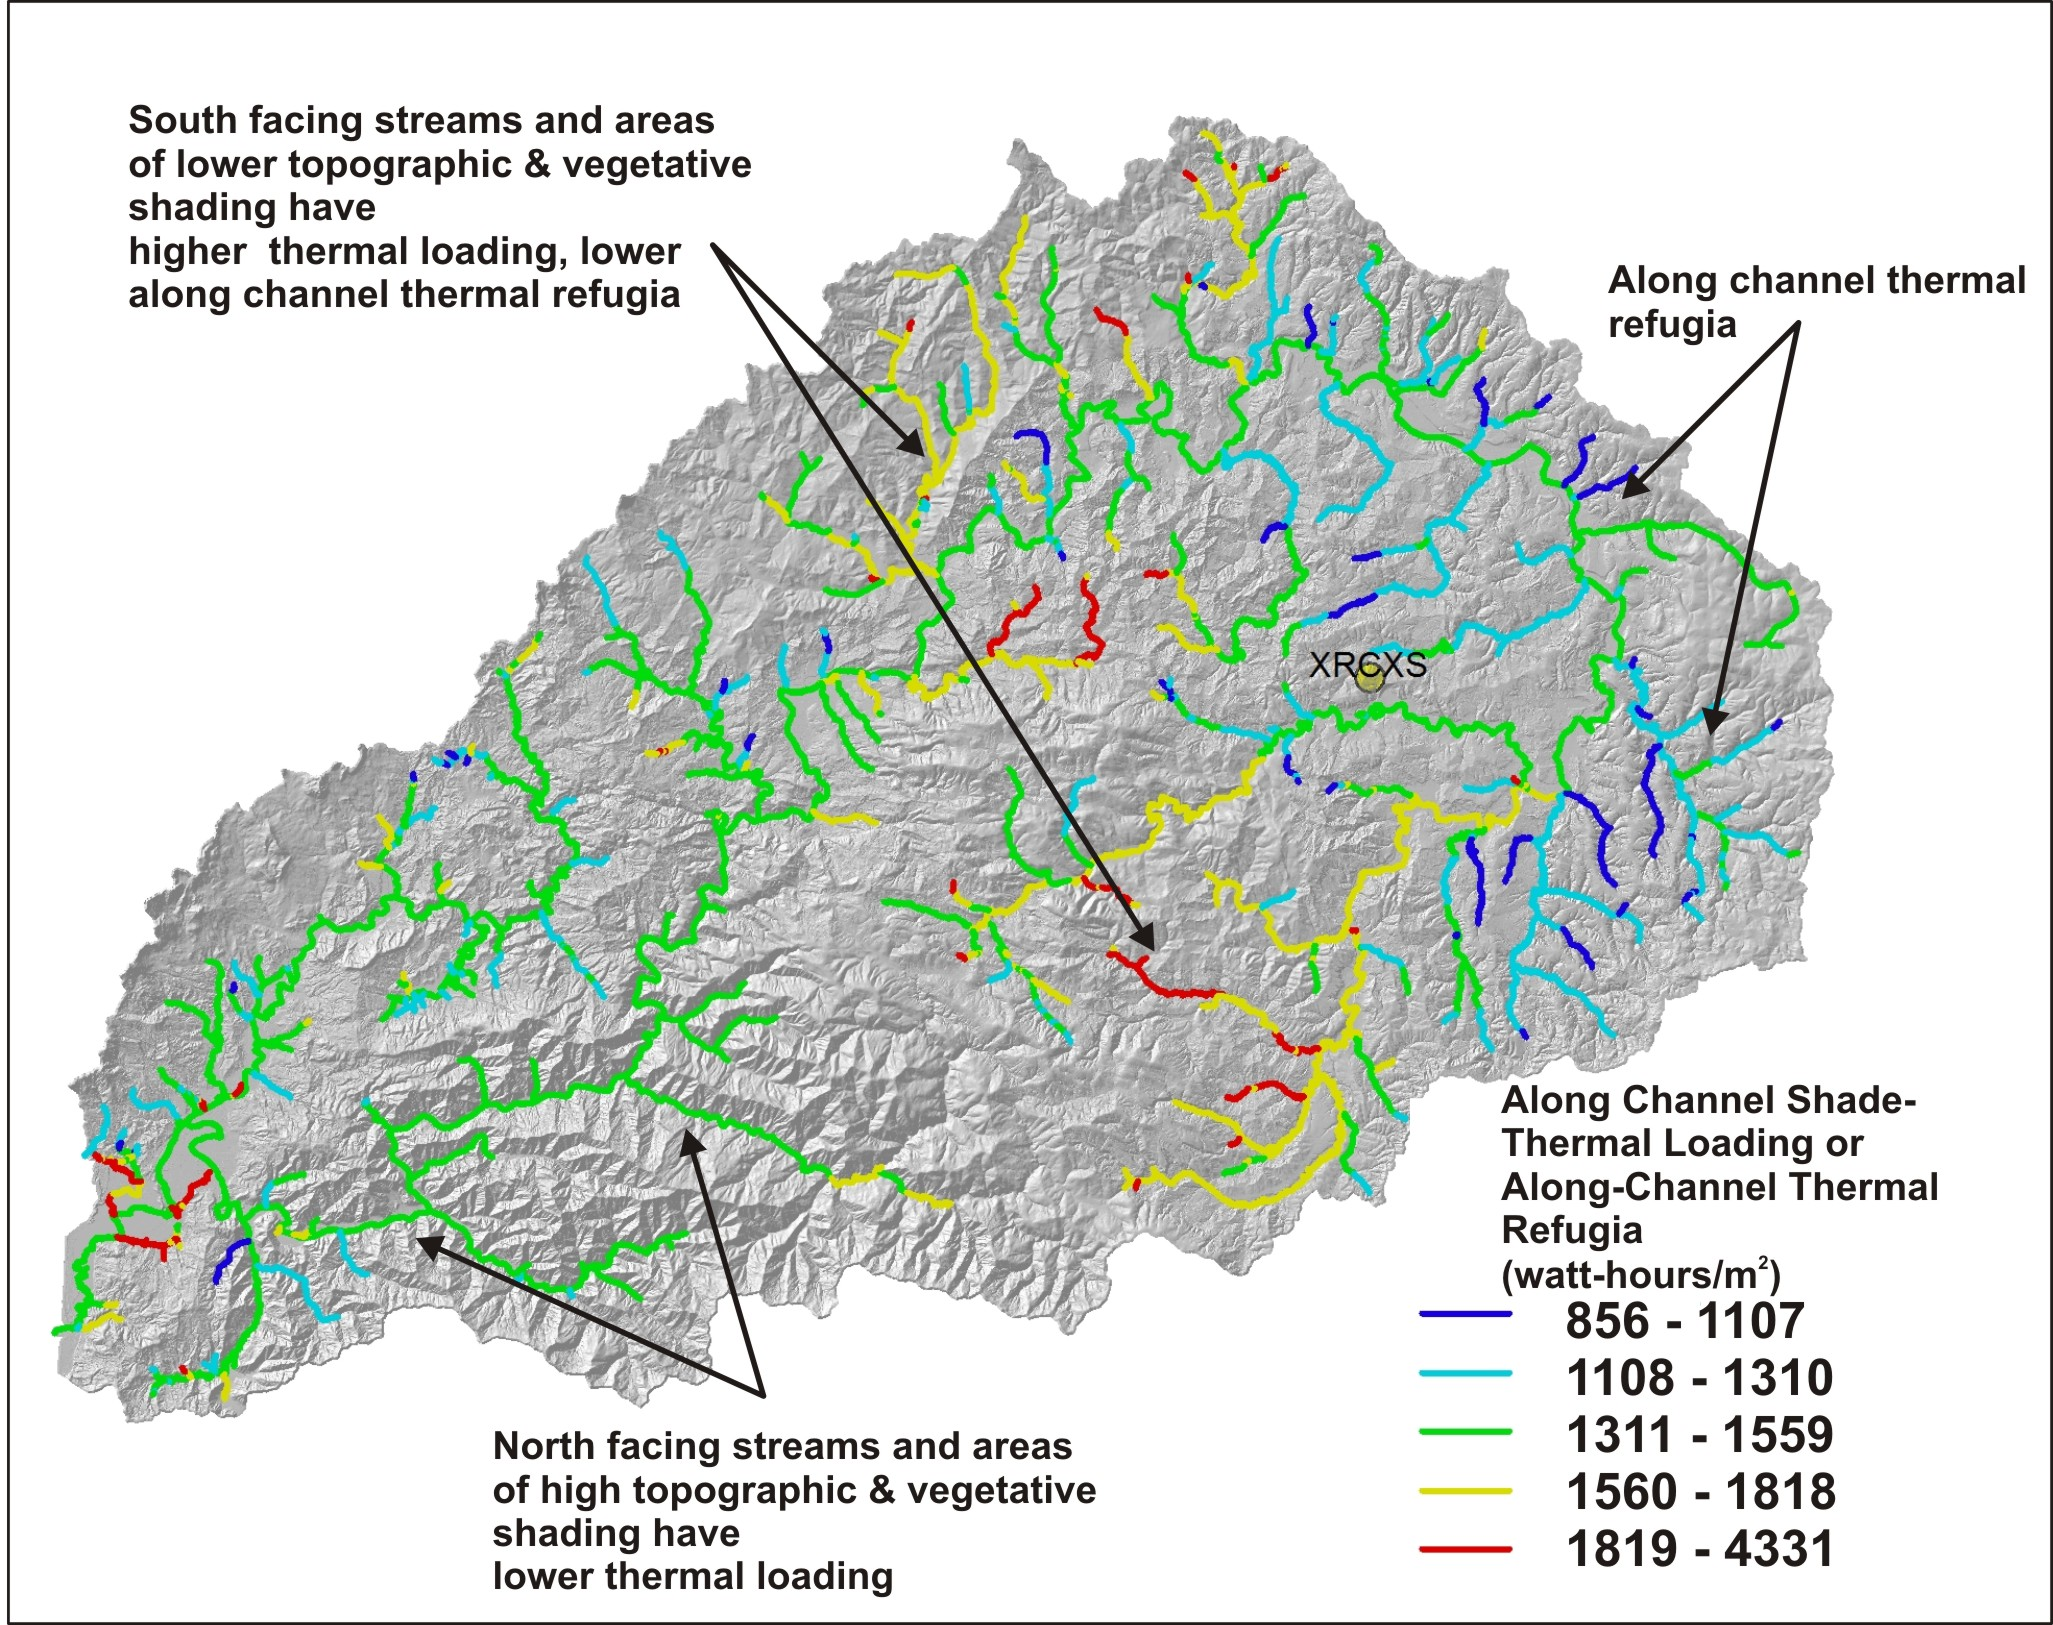 South facing streams and areas
of lower topographic & vegetative
shading have
higher thermal loading, lower
along channel thermal refugia
Along channel thermal
refugia
XRCXS
North facing streams and areas
of high topographic & vegetative
shading have
lower thermal loading
Along Channel Shade-
Thermal Loading or
Along-Channel Thermal
Refugia
(watt-hours/m²)
856 - 1107
1108 - 1310
1311 - 1559
1560 - 1818
1819 - 4331